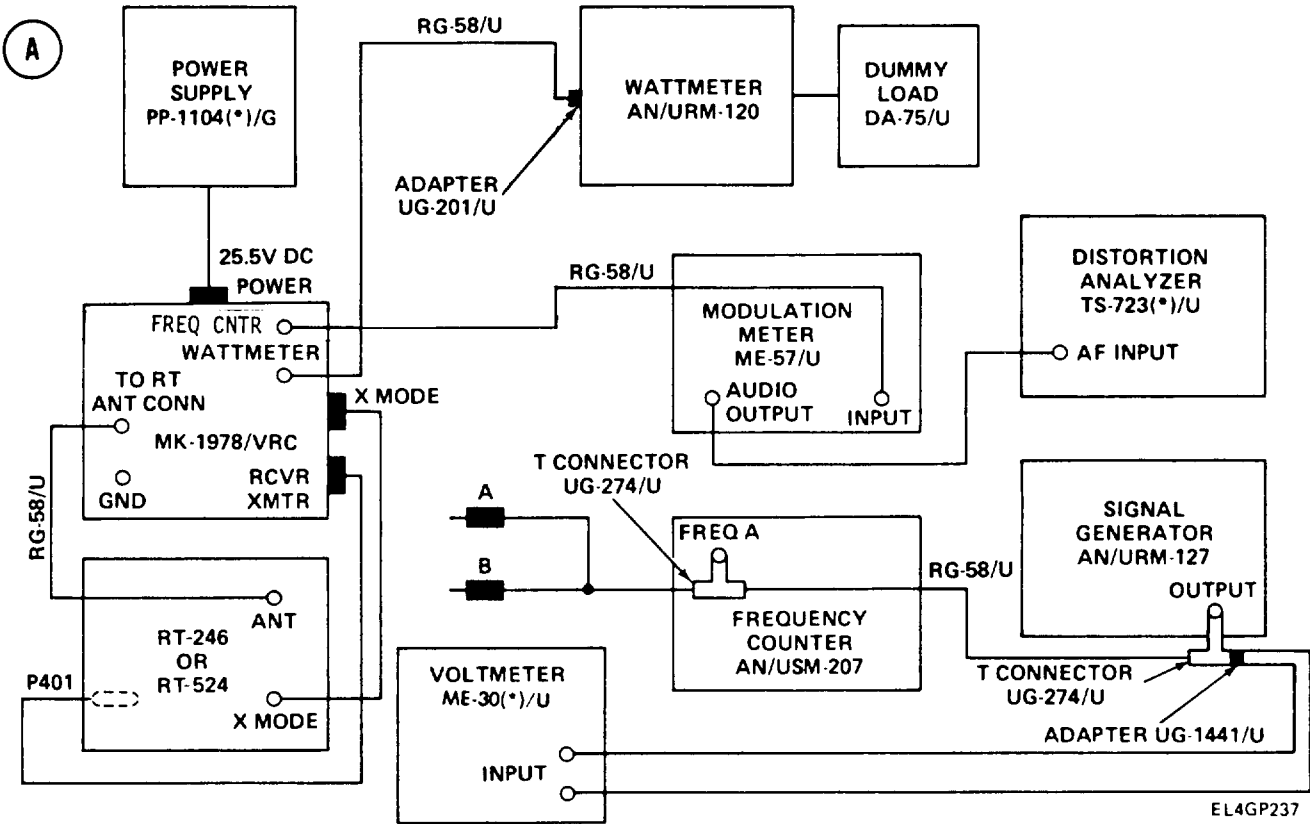 A
POWER
SUPPLY
PP-1104(*)/G
RG-58/U
WATTMETER
AN/URM-120
DUMMY
LOAD
DA-75/U
ADAPTER
UG-201/U
25.5V DC
POWER
FREQ CNTR
WATTMETER
TO RT
ANT CONN
MK-1978/VRC
GND
RCVR
XMTR
X MODE
RG-58/U
RG-58/U
MODULATION
METER
ME-57/U
AUDIO
OUTPUT
INPUT
DISTORTION
ANALYZER
TS-723(*)/U
AF INPUT
T CONNECTOR
UG-274/U
A
B
FREQ A
FREQUENCY
COUNTER
AN/USM-207
RG-58/U
SIGNAL
GENERATOR
AN/URM-127
OUTPUT
T CONNECTOR
UG-274/U
ADAPTER UG-1441/U
ANT
RT-246
OR
RT-524
X MODE
P401
VOLTMETER
ME-30(*)/U
INPUT
EL4GP237